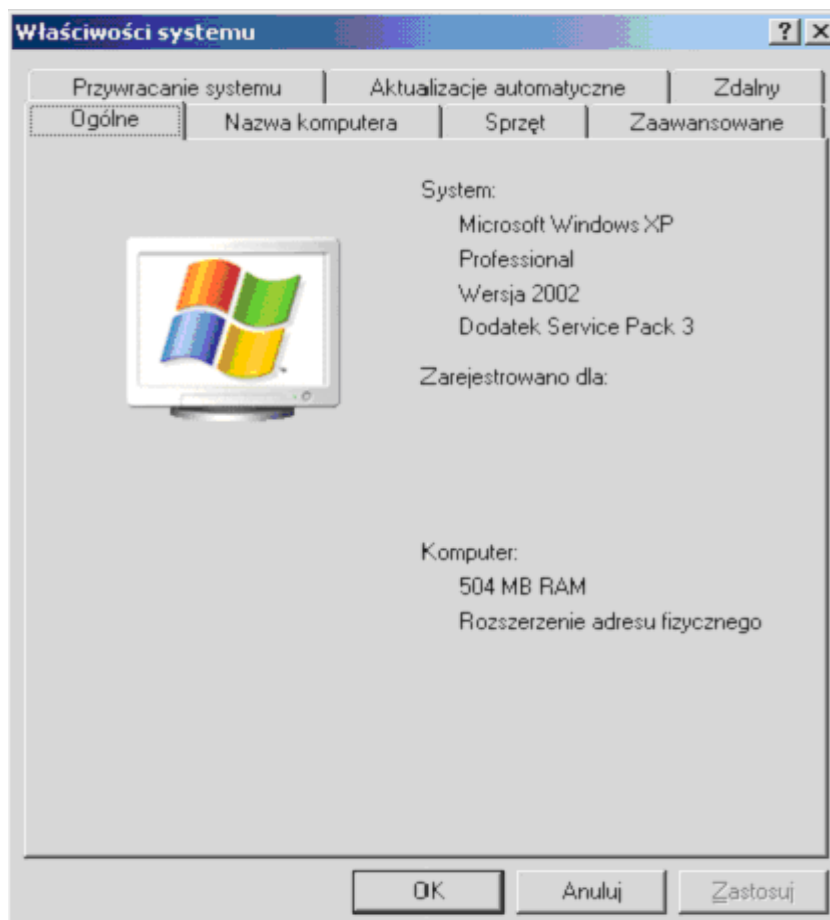 Właściwości systemu
Przywracanie systemu Aktualizacje automatyczne Zdalny
Ogólne Nazwa komputera Sprzęt Zaawansowane
System:
Microsoft Windows XP
Professional
Wersja 2002
Dodatek Service Pack 3
Zarejestrowano dla:
Komputer:
504 MB RAM
Rozszerzenie adresu fizycznego
OK Anuluj Zastosuj